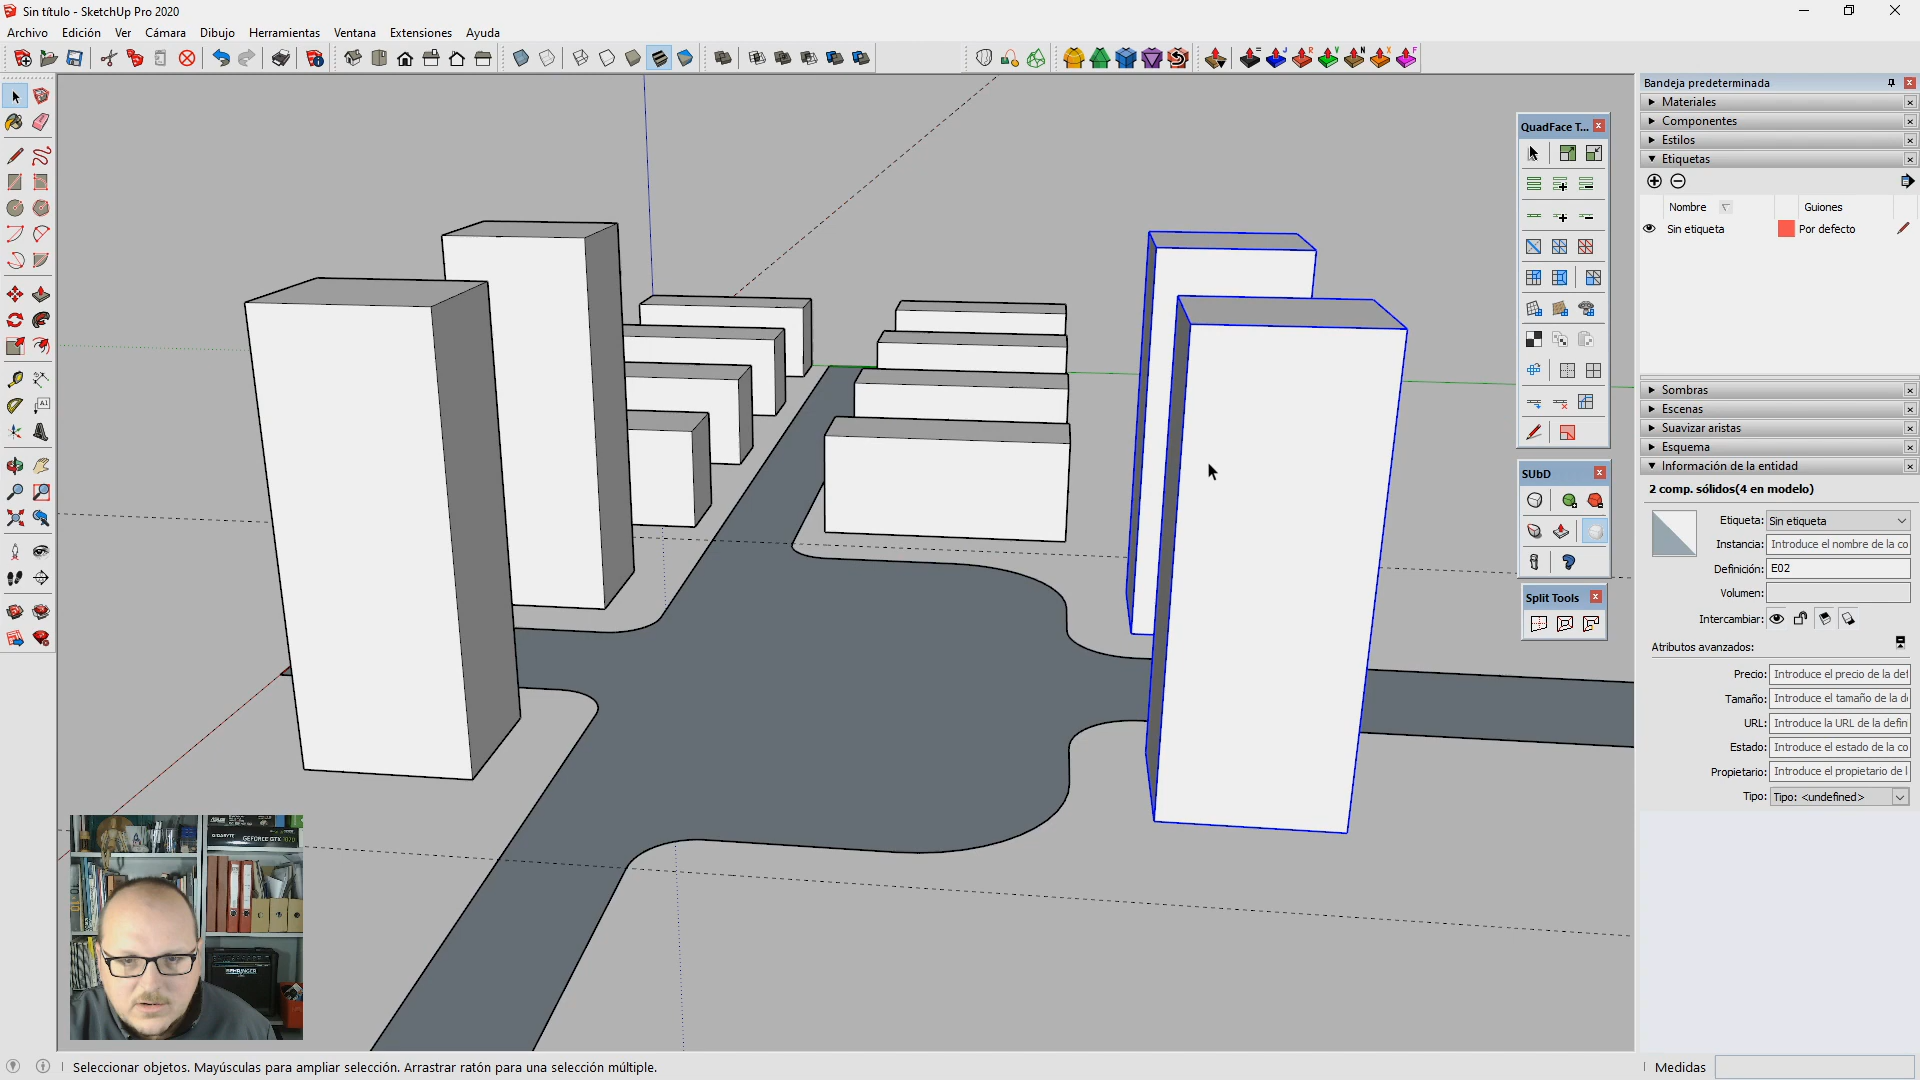 Sin título - SketchUp Pro 2020
Archivo Edición Ver Cámara Dibujo Herramientas Ventana Extensiones Ayuda
QuadFace T...
SUbD
Split Tools
Bandeja predeterminada
Materiales
Componentes
Estilos
Etiquetas
Nombre Guiones
Sin etiqueta Por defecto
Sombras
Escenas
Suavizar aristas
Esquema
Información de la entidad
2 comp. sólidos(4 en modelo)
Etiqueta: Sin etiqueta
Instancia: Introduce el nombre de la co
Definición: E02
Volumen:
Intercambiar:
Atributos avanzados:
Precio: Introduce el precio de la def
Tamaño: Introduce el tamaño de la d
URL: Introduce la URL de la defin
Estado: Introduce el estado de la co
Propietario: Introduce el propietario de l
Tipo: Tipo: <undefined>
GEFORCE GTX
BEHRINGER
Seleccionar objetos. Mayúsculas para ampliar selección. Arrastrar ratón para una selección múltiple.
Medidas